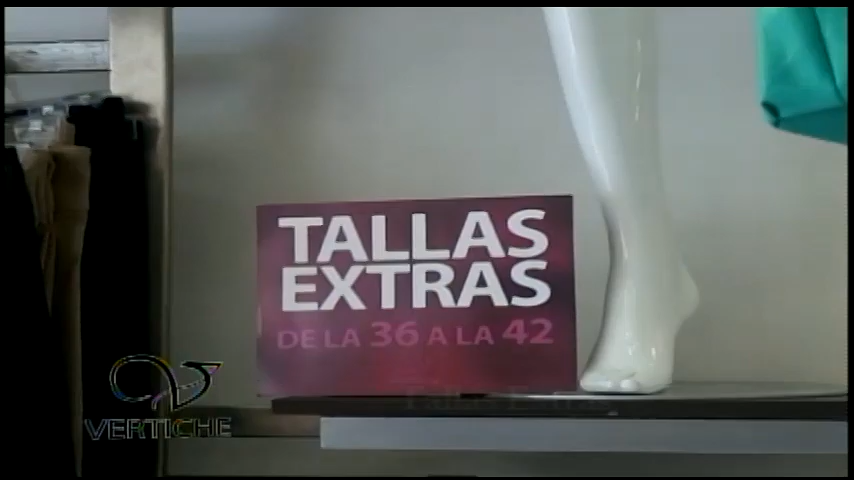 TALLAS
EXTRAS
DE LA 36 A LA 42
VERTICHE